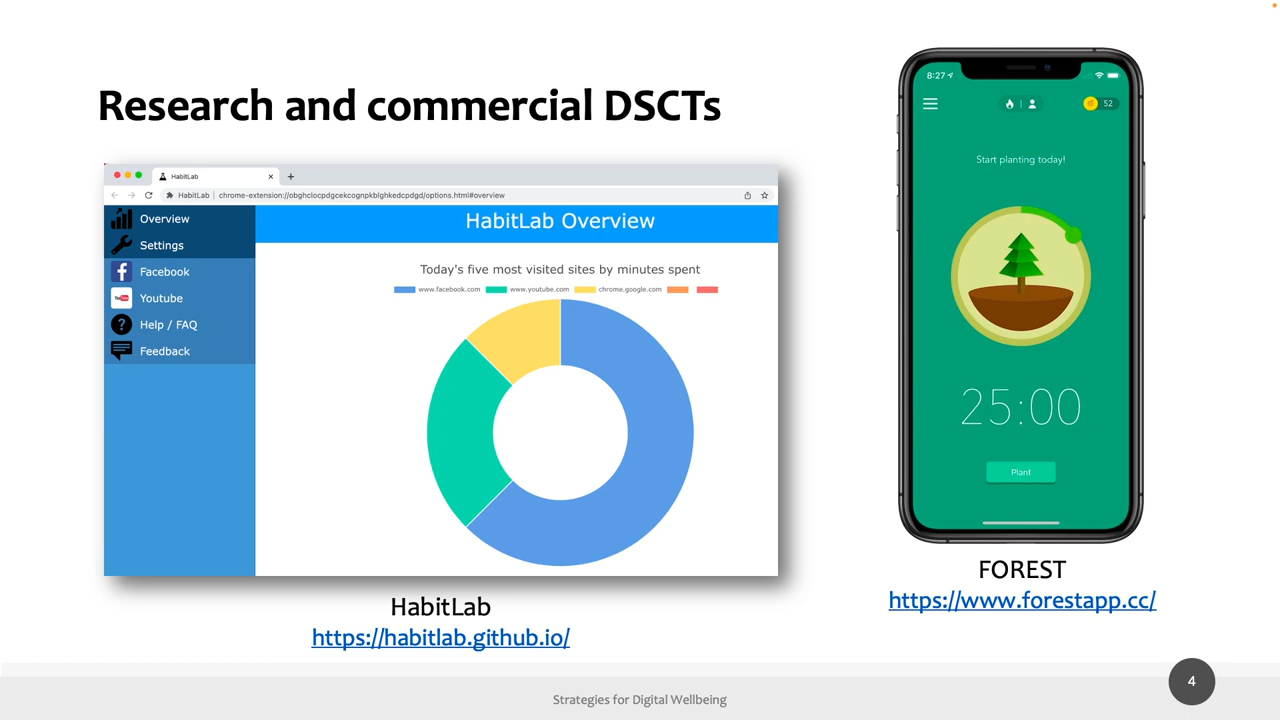 Research and commercial DSCTs
HabitLab
HabitLab | chrome-extension://obghclocpdgcekcognpkblghkedcpdgd/options.html#overview
Overview
Settings
Facebook
Youtube
Help / FAQ
Feedback
HabitLab Overview
Today's five most visited sites by minutes spent
www.facebook.com www.youtube.com chrome.google.com
HabitLab
https://habitlab.github.io/
8:27
52
Start planting today!
25:00
Plant
FOREST
https://www.forestapp.cc/
Strategies for Digital Wellbeing
4